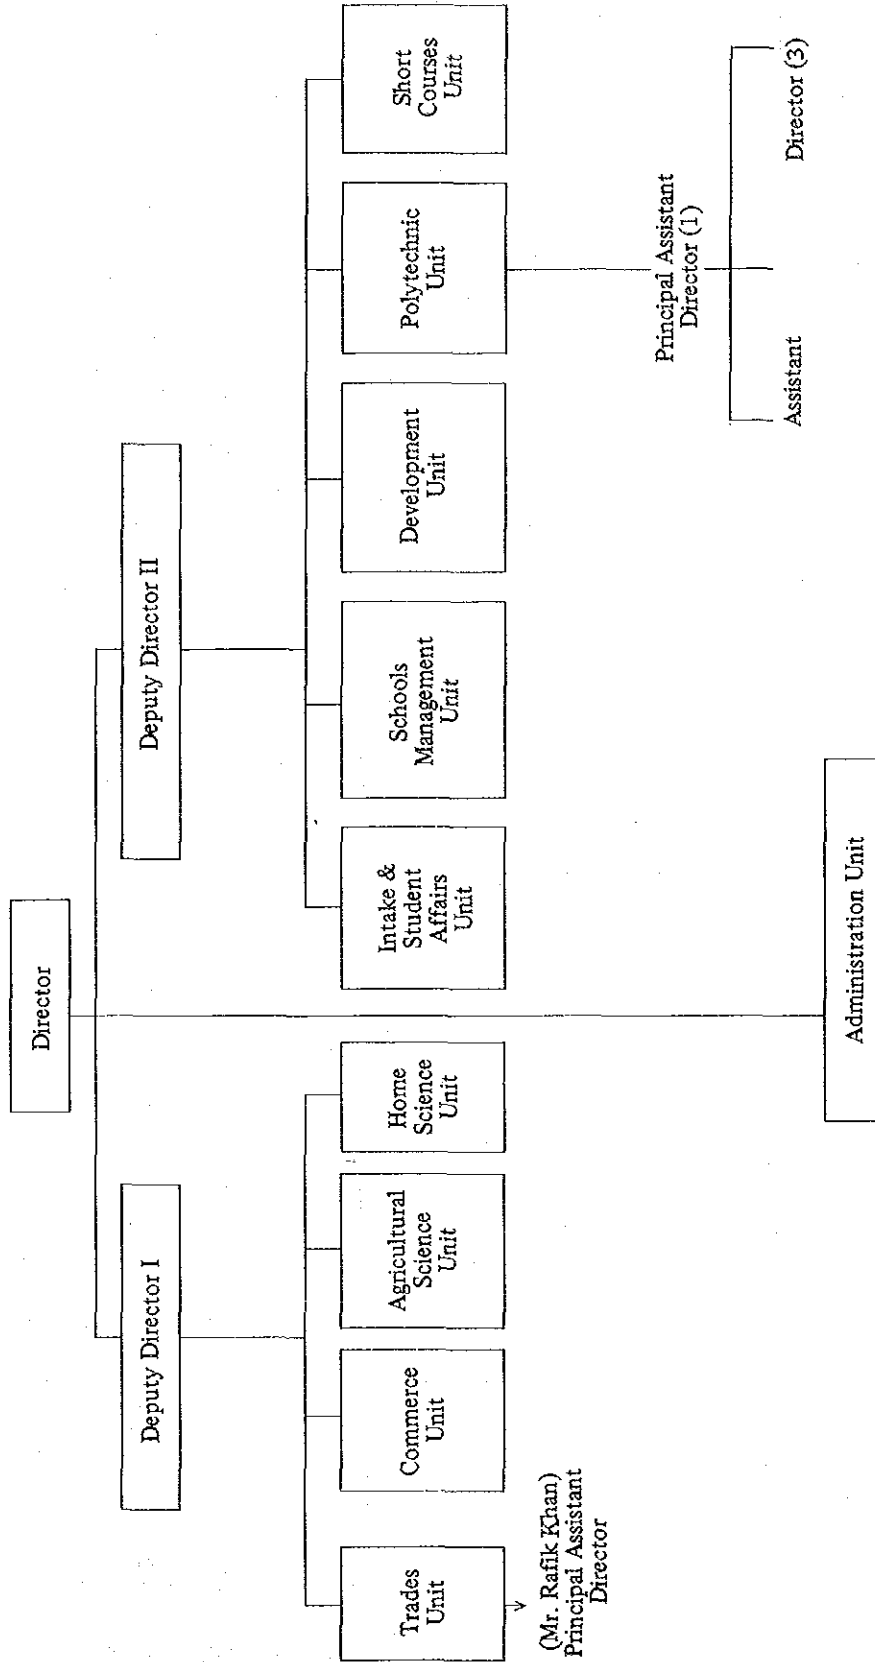 Director
Deputy Director I
Deputy Director II
Trades
Unit
Commerce
Unit
Agricultural
Science
Unit
Home
Science
Unit
Intake &
Student
Affairs
Unit
Schools
Management
Unit
Development
Unit
Polytechnic
Unit
Short
Courses
Unit
(Mr. Rafik Khan)
Principal Assistant
Director
Principal Assistant
Director (1)
Assistant Director (3)
Administration Unit